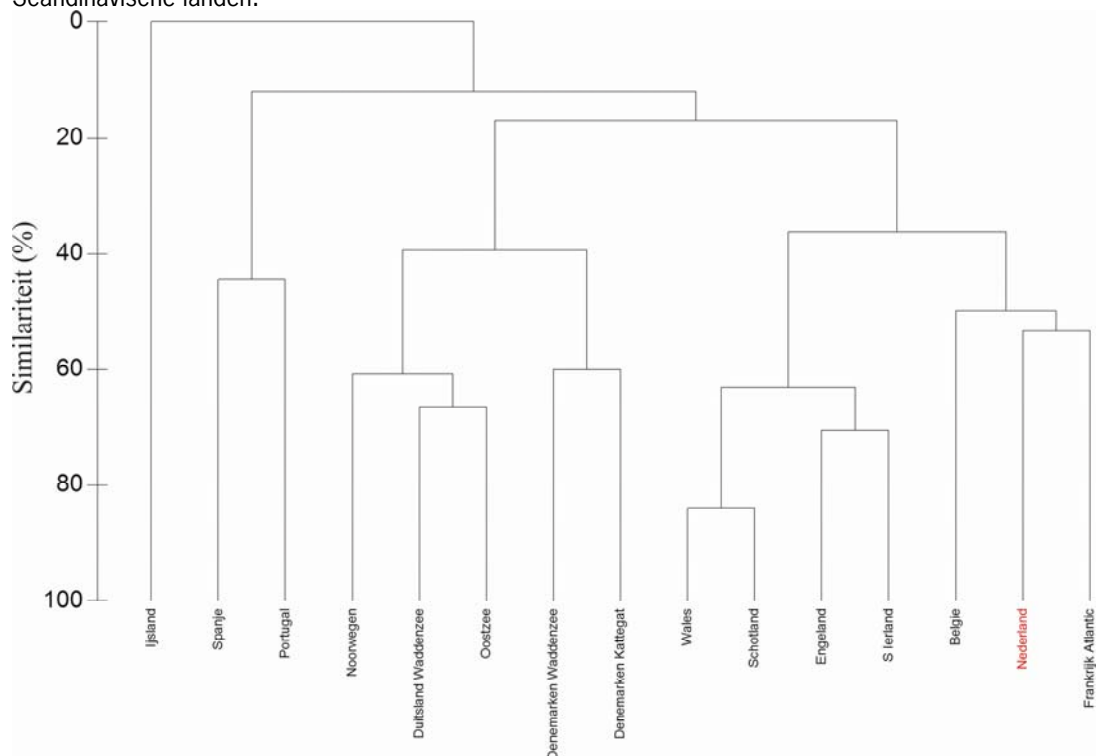 Scandinavische landen.
0
20
40
60
80
100
Similariteit (%)
Ijsland
Spanje
Portugal
Noorwegen
Duitsland Waddenzee
Oostzee
Denemarken Waddenzee
Denemarken Kattegat
Wales
Schotland
Engeland
S Ierland
Belgie
Nederland
Frankrijk Atlantic